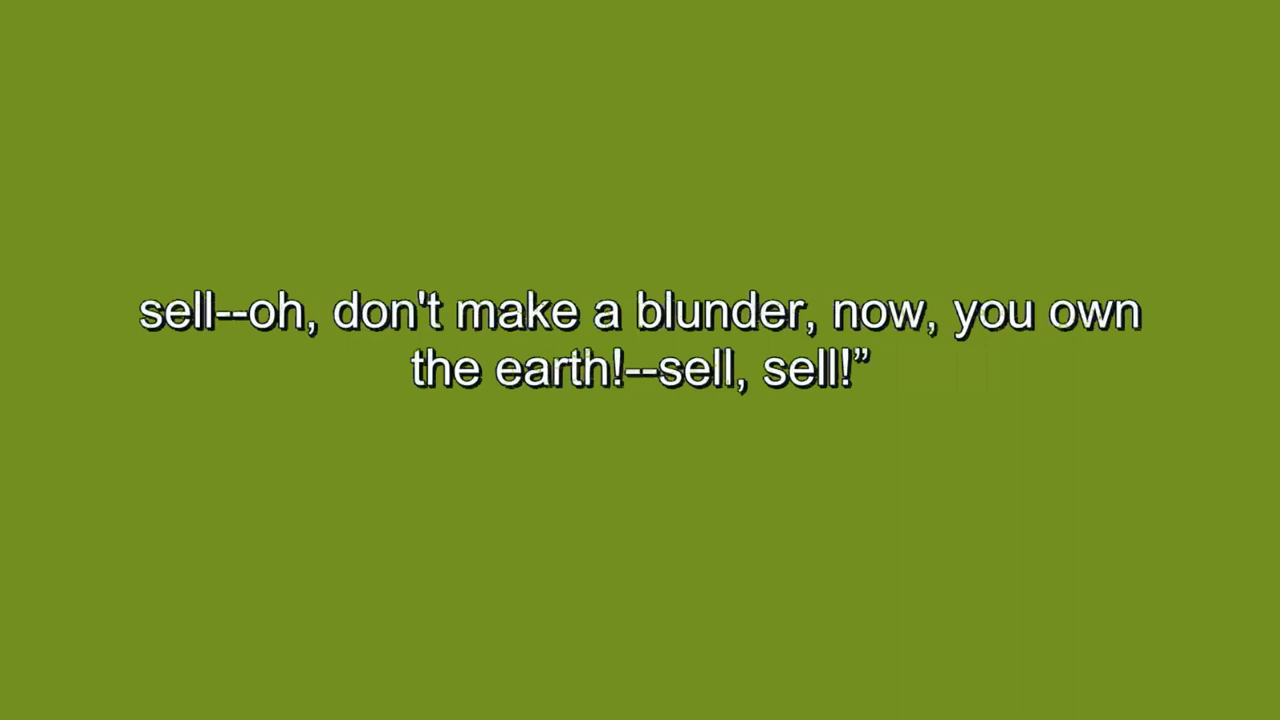 sell--oh, don't make a blunder, now, you own
the earth!--sell, sell!”